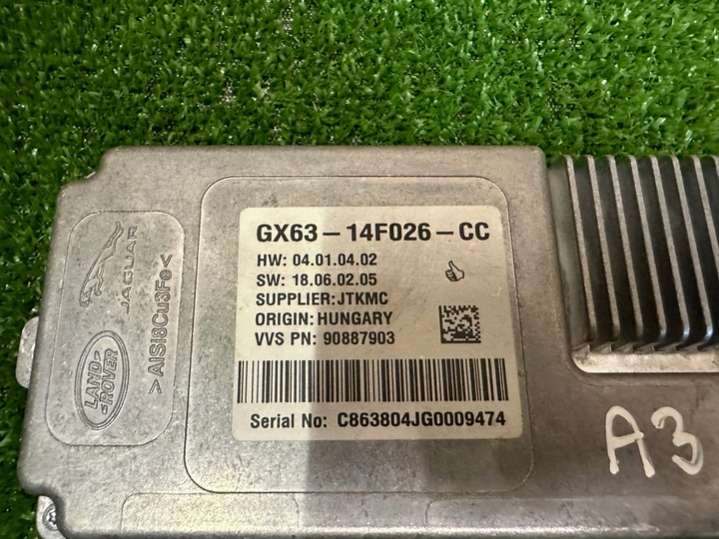 GX63-14F026-CC
HW: 04.01.04.02
SW: 18.06.02.05
SUPPLIER:JTKMC
ORIGIN:HUNGARY
VVS PN: 90887903
Serial No: C863804JG0009474
JAGUAR
LAND-
ROVER
>AlSi8Cu3Fe<
A3